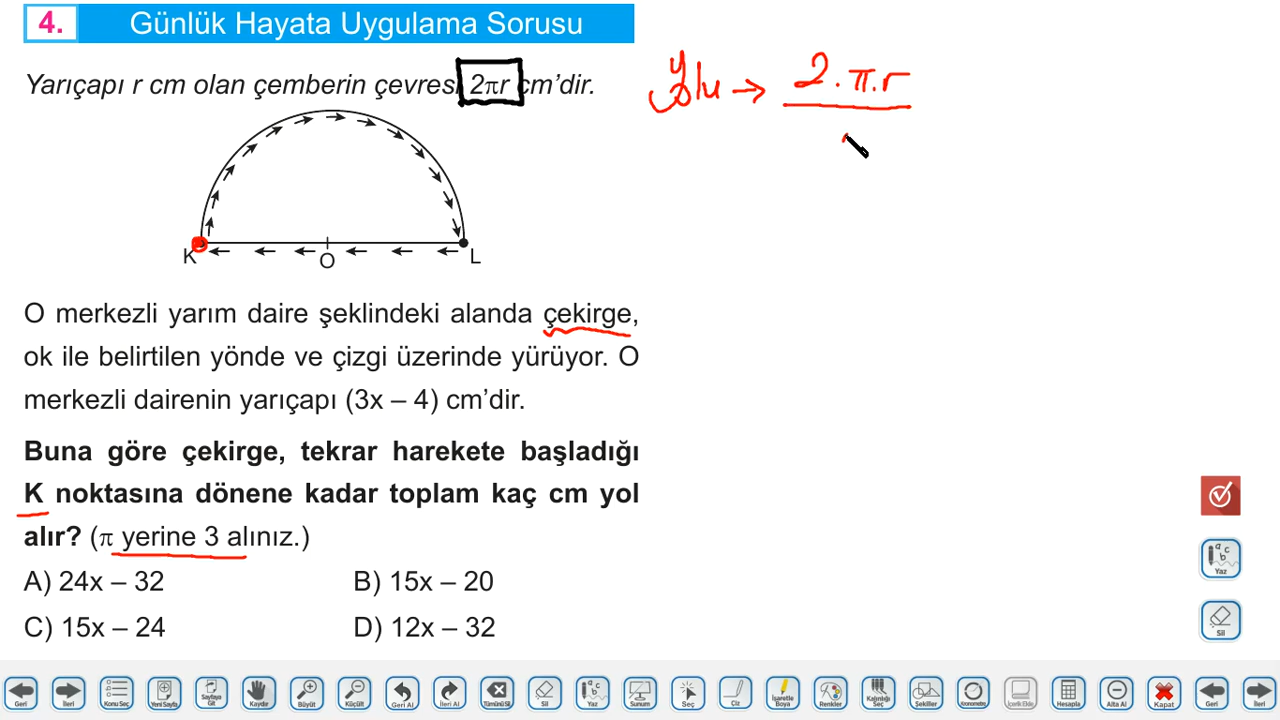 4. Günlük Hayata Uygulama Sorusu
Yarıçapı r cm olan çemberin çevresi 2πr cm’dir.
Yolu → 2.π.r
K O L
O merkezli yarım daire şeklindeki alanda çekirge,
ok ile belirtilen yönde ve çizgi üzerinde yürüyor. O
merkezli dairenin yarıçapı (3x – 4) cm’dir.
Buna göre çekirge, tekrar harekete başladığı
K noktasına dönene kadar toplam kaç cm yol
alır? (π yerine 3 alınız.)
A) 24x – 32 B) 15x – 20
C) 15x – 24 D) 12x – 32
Yaz
Sil
Geri İleri Konu Seç Yeni Sayfa Sayfaya Git Kaydır Büyüt Küçült Geri Al İleri Al Tümünü Sil Sil Yaz Sunum Seç Çiz İşaretle Boya Renkler Kalınlığı Seç Şekiller Kronometre İçerik Ekle Hesapla Alta Al Kapat Geri İleri